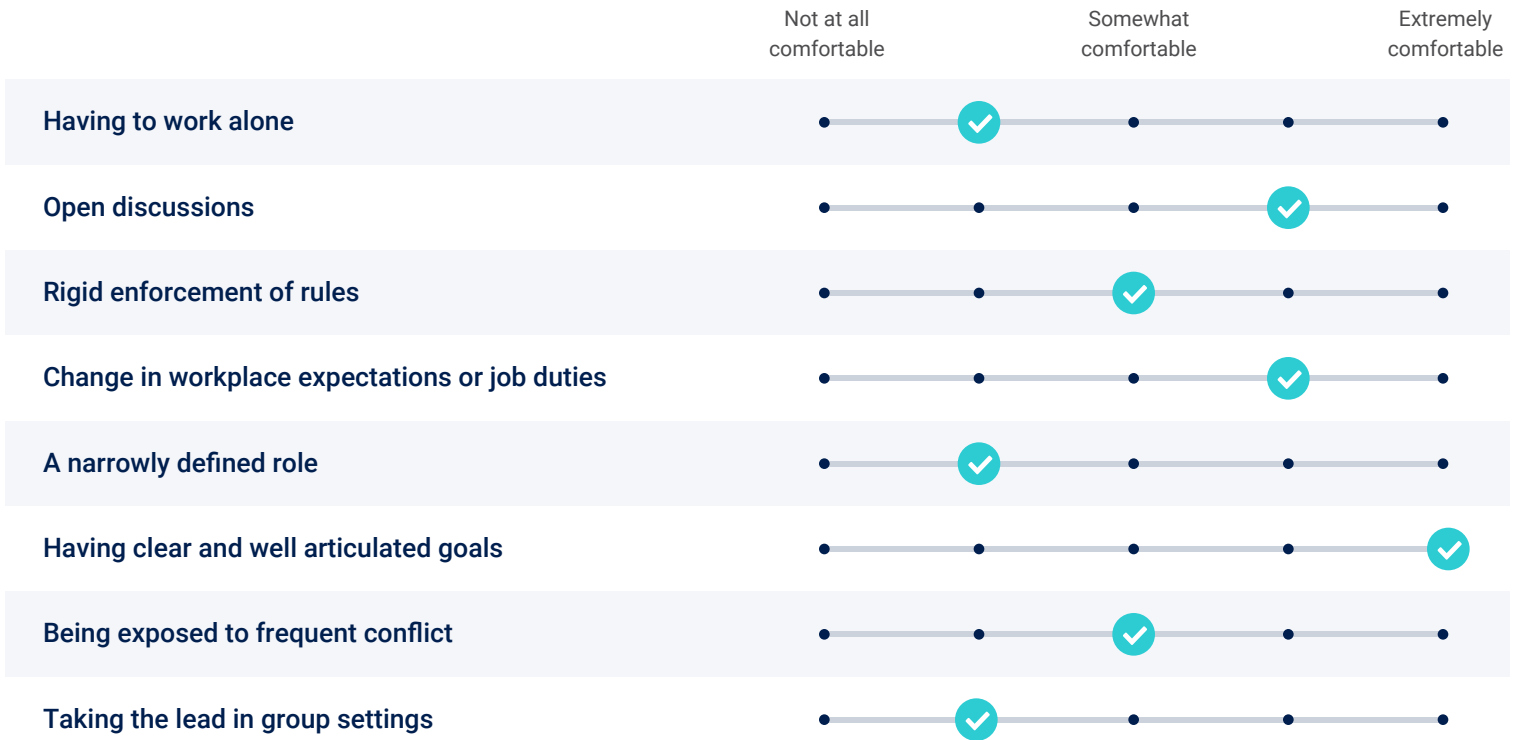 Not at all
comfortable
Somewhat
comfortable
Extremely
comfortable
Having to work alone
Open discussions
Rigid enforcement of rules
Change in workplace expectations or job duties
A narrowly defined role
Having clear and well articulated goals
Being exposed to frequent conflict
Taking the lead in group settings